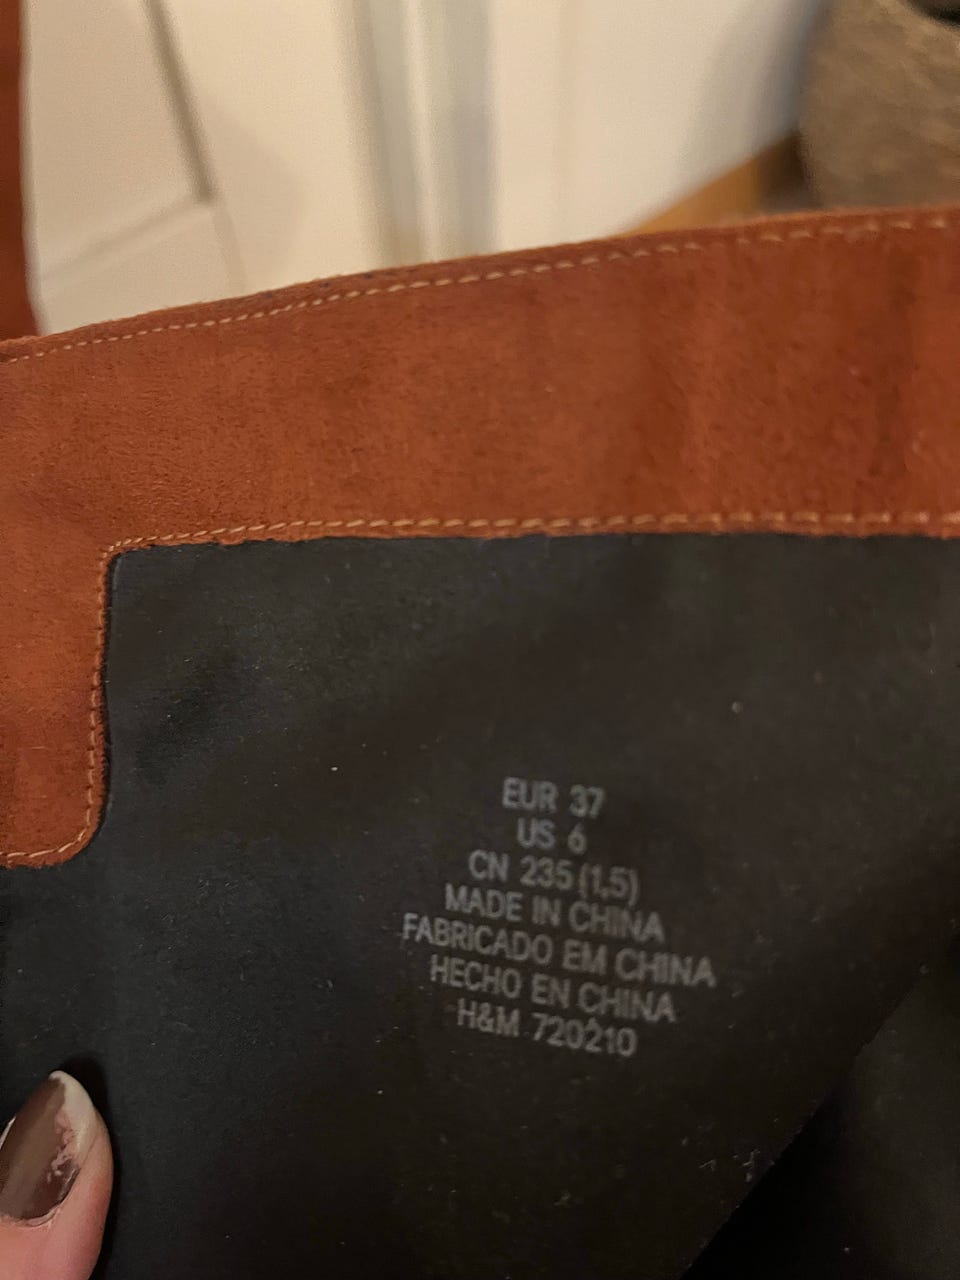 EUR 37
US 6
CN 235 (1,5)
MADE IN CHINA
FABRICADO EM CHINA
HECHO EN CHINA
H&M 720210